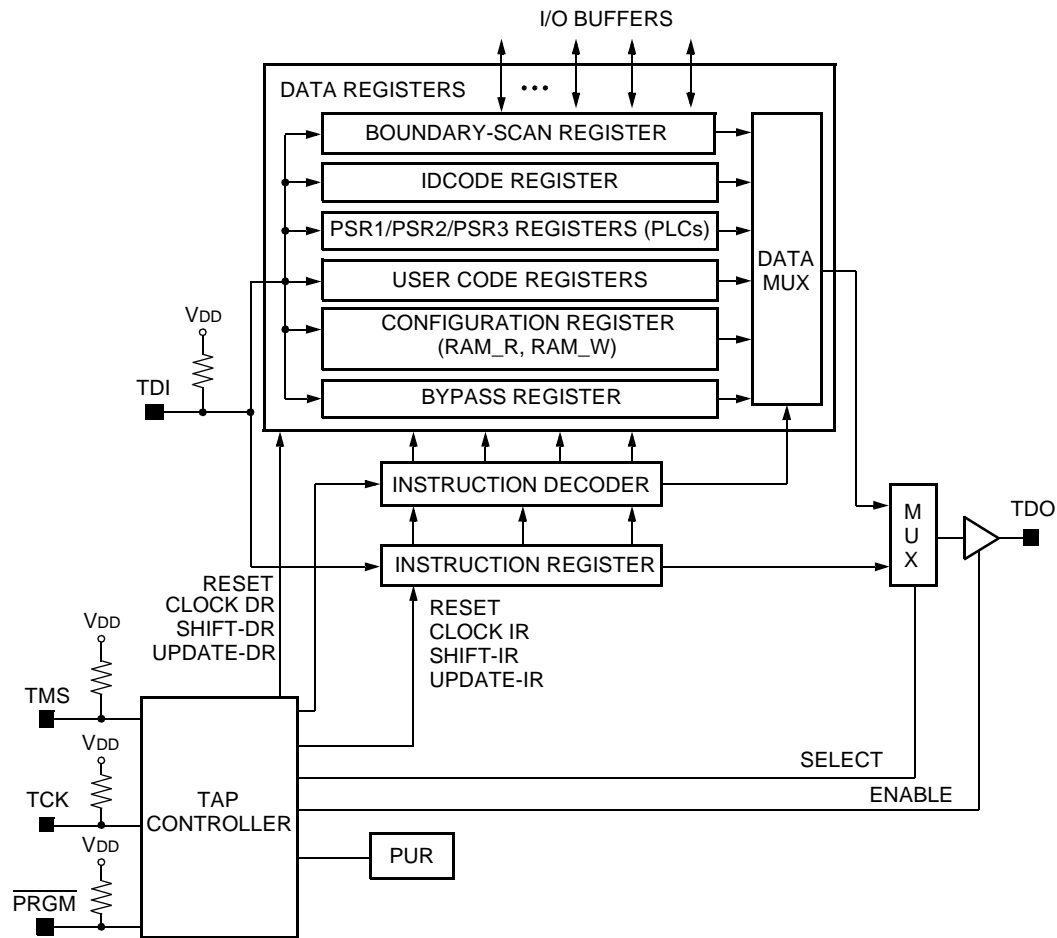 I/O BUFFERS
DATA REGISTERS
•••
BOUNDARY-SCAN REGISTER
IDCODE REGISTER
PSR1/PSR2/PSR3 REGISTERS (PLCs)
USER CODE REGISTERS
CONFIGURATION REGISTER
(RAM_R, RAM_W)
BYPASS REGISTER
DATA
MUX
VDD
TDI
INSTRUCTION DECODER
INSTRUCTION REGISTER
M
U
X
TDO
RESET
CLOCK DR
SHIFT-DR
UPDATE-DR
RESET
CLOCK IR
SHIFT-IR
UPDATE-IR
VDD
TMS
VDD
TCK
VDD
PRGM
TAP
CONTROLLER
SELECT
ENABLE
PUR